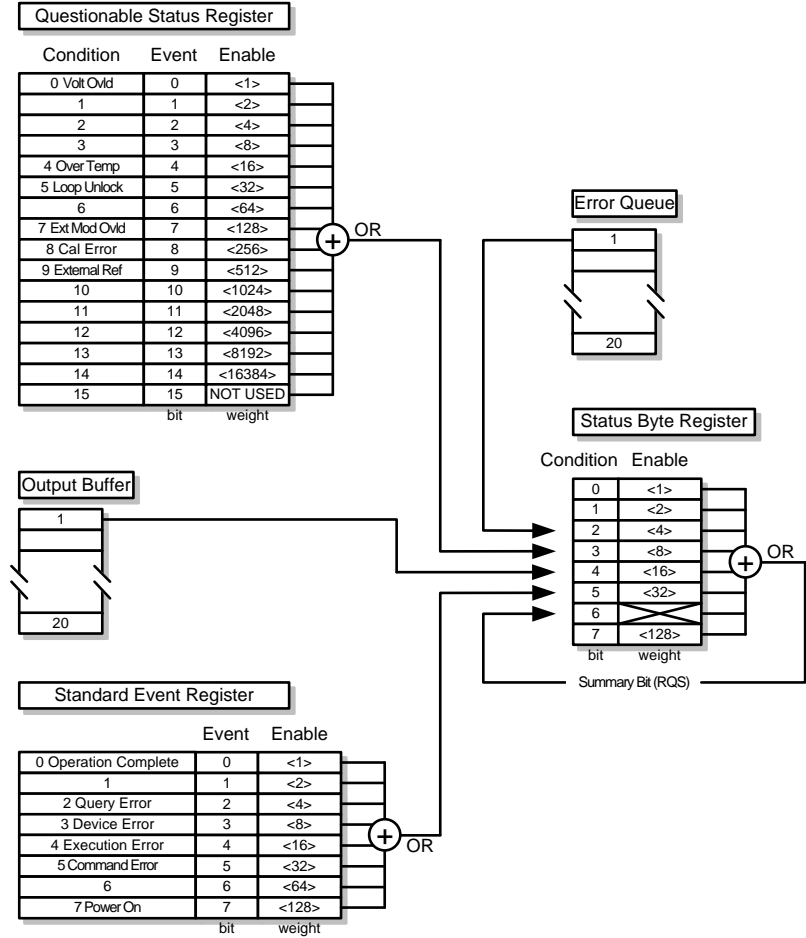 Questionable Status Register
Condition Event Enable
0 Volt Ovld 0 <1>
1 1 <2>
2 2 <4>
3 3 <8>
4 Over Temp 4 <16>
5 Loop Unlock 5 <32>
6 6 <64>
7 Ext Mod Ovld 7 <128>
8 Cal Error 8 <256>
9 External Ref 9 <512>
10 10 <1024>
11 11 <2048>
12 12 <4096>
13 13 <8192>
14 14 <16384>
15 15 NOT USED
bit weight
+ OR
Error Queue
1
20
Output Buffer
1
20
Status Byte Register
Condition Enable
0 <1>
1 <2>
2 <4>
3 <8>
4 <16>
5 <32>
6
7 <128>
bit weight
+ OR
Summary Bit (RQS)
Standard Event Register
Event Enable
0 Operation Complete 0 <1>
1 1 <2>
2 Query Error 2 <4>
3 Device Error 3 <8>
4 Execution Error 4 <16>
5 Command Error 5 <32>
6 6 <64>
7 Power On 7 <128>
bit weight
+ OR